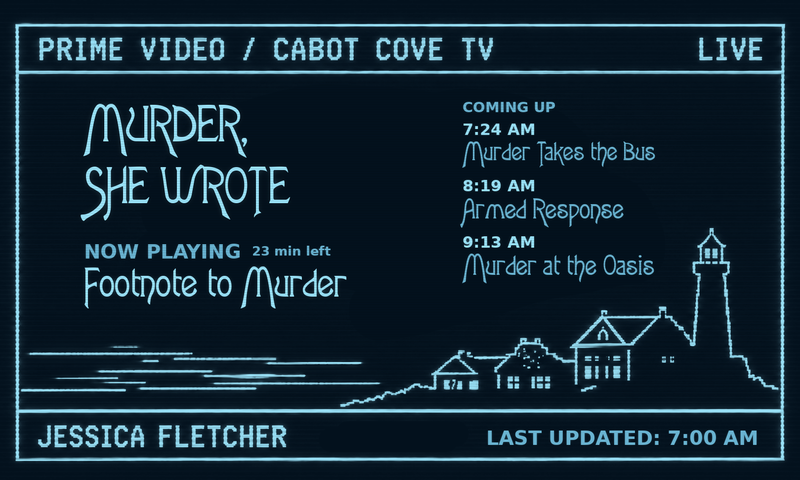 PRIME VIDEO / CABOT COVE TV
LIVE
MURDER,
SHE WROTE
NOW PLAYING 23 min left
Footnote to Murder
COMING UP
7:24 AM
Murder Takes the Bus
8:19 AM
Armed Response
9:13 AM
Murder at the Oasis
JESSICA FLETCHER
LAST UPDATED: 7:00 AM